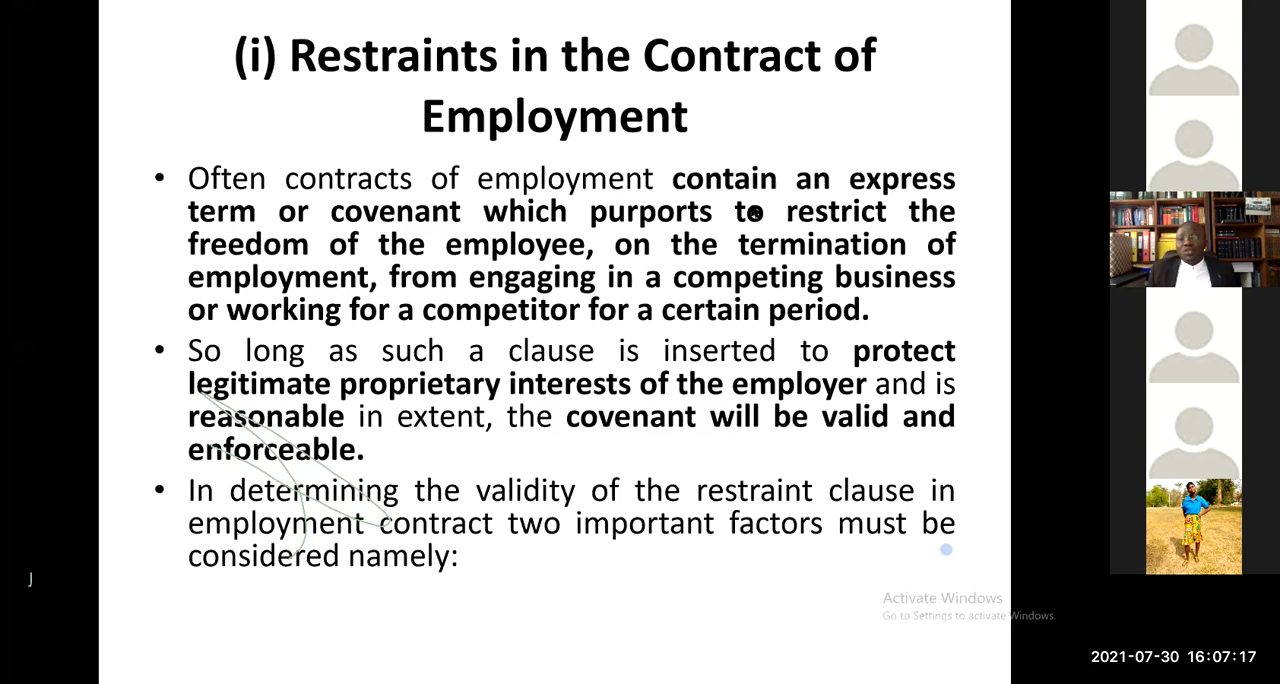 (i) Restraints in the Contract of
Employment
• Often contracts of employment contain an express
term or covenant which purports to restrict the
freedom of the employee, on the termination of
employment, from engaging in a competing business
or working for a competitor for a certain period.
• So long as such a clause is inserted to protect
legitimate proprietary interests of the employer and is
reasonable in extent, the covenant will be valid and
enforceable.
• In determining the validity of the restraint clause in
employment contract two important factors must be
considered namely:
J
Activate Windows
Go to Settings to activate Windows.
2021-07-30 16:07:17